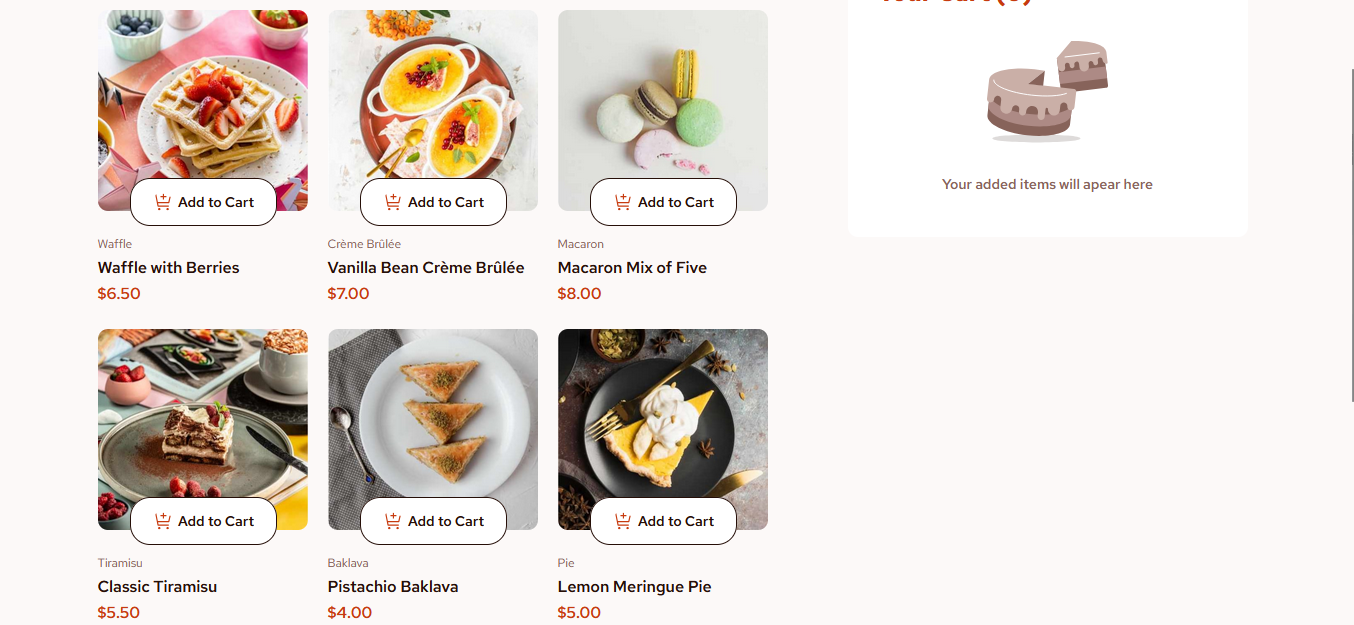 Your Cart (0)
Your added items will apear here
Add to Cart
Add to Cart
Add to Cart
Waffle
Crème Brûlée
Macaron
Waffle with Berries
Vanilla Bean Crème Brûlée
Macaron Mix of Five
$6.50
$7.00
$8.00
Add to Cart
Add to Cart
Add to Cart
Tiramisu
Baklava
Pie
Classic Tiramisu
Pistachio Baklava
Lemon Meringue Pie
$5.50
$4.00
$5.00